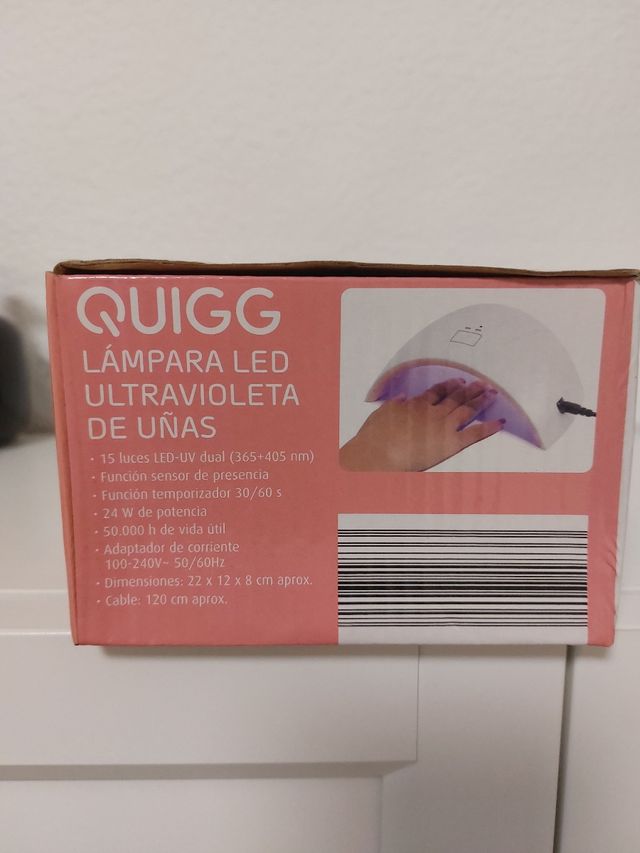 QUIGG
LÁMPARA LED
ULTRAVIOLETA
DE UÑAS
· 15 luces LED-UV dual (365+405 nm)
· Función sensor de presencia
· Función temporizador 30/60 s
· 24 W de potencia
· 50.000 h de vida útil
· Adaptador de corriente
100-240V~ 50/60Hz
· Dimensiones: 22 x 12 x 8 cm aprox.
· Cable: 120 cm aprox.